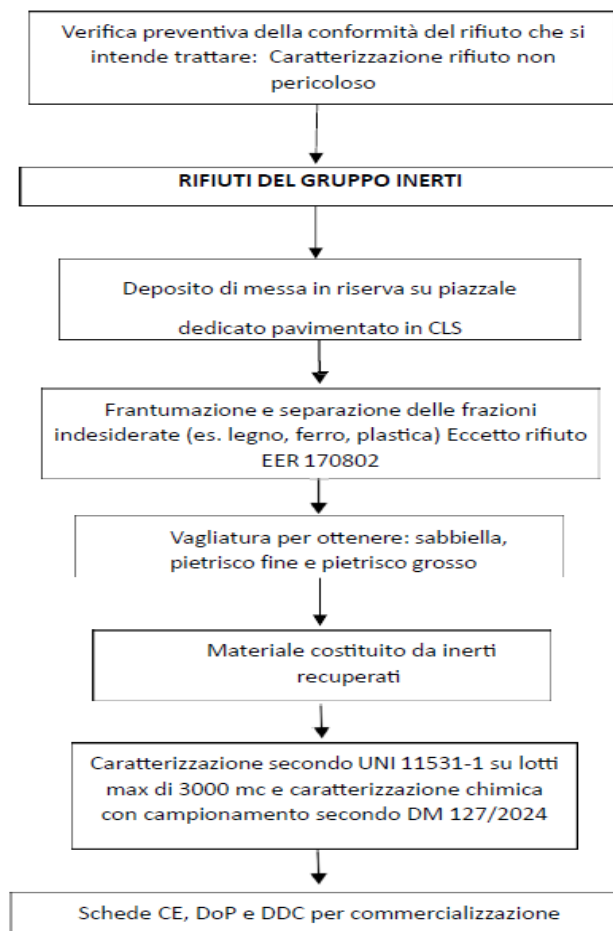 Verifica preventiva della conformità del rifiuto che si
intende trattare: Caratterizzazione rifiuto non
pericoloso
RIFIUTI DEL GRUPPO INERTI
Deposito di messa in riserva su piazzale
dedicato pavimentato in CLS
Frantumazione e separazione delle frazioni
indesiderate (es. legno, ferro, plastica) Eccetto rifiuto
EER 170802
Vagliatura per ottenere: sabbiella,
pietrisco fine e pietrisco grosso
Materiale costituito da inerti
recuperati
Caratterizzazione secondo UNI 11531-1 su lotti
max di 3000 mc e caratterizzazione chimica
con campionamento secondo DM 127/2024
Schede CE, DoP e DDC per commercializzazione